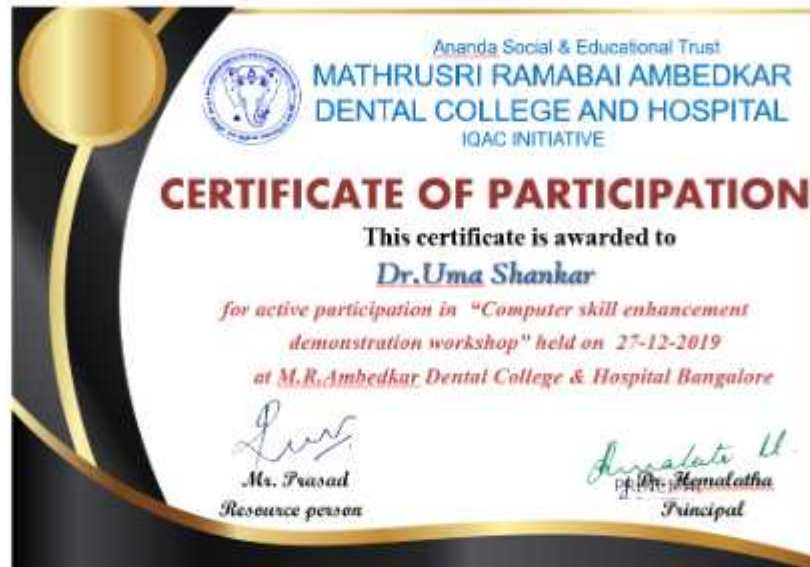 Ananda Social & Educational Trust
MATHRUSRI RAMABAI AMBEDKAR
DENTAL COLLEGE AND HOSPITAL
IQAC INITIATIVE
CERTIFICATE OF PARTICIPATION
This certificate is awarded to
Dr.Uma Shankar
for active participation in "Computer skill enhancement
demonstration workshop" held on 27-12-2019
at M.R.Ambedkar Dental College & Hospital Bangalore
Hemalate H.
Mr. Prasad
PRINCIPAL
Dr. Hemalatha
Resource person
Principal